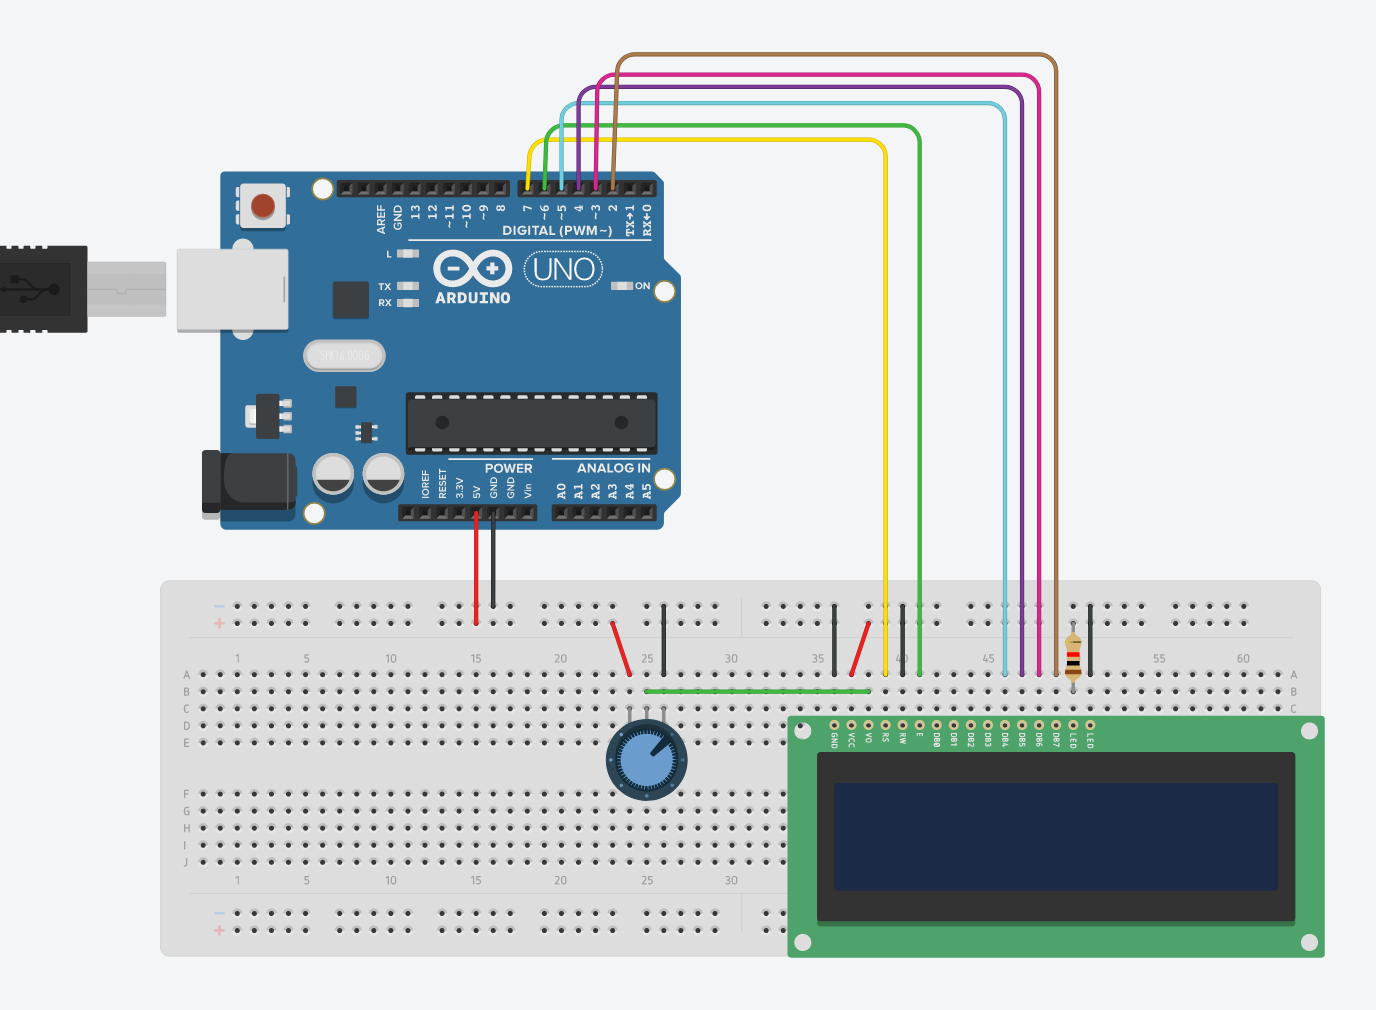 AREF
GND
13
12
~11
~10
~9
8
7
~6
~5
4
~3
2
TX→1
RX←0
DIGITAL (PWM~)
L
TX
RX
UNO
ON
ARDUINO
POWER
ANALOG IN
IOREF
RESET
3.3V
5V
GND
GND
Vin
A0
A1
A2
A3
A4
A5
− 
+
1 5 10 15 20 25 30 35 40 45 55 60
A A
B B
C C
D
E
GND
VCC
VO
RS
RW
E
DB0
DB1
DB2
DB3
DB4
DB5
DB6
DB7
LED
LED
F
G
H
I
J
1 5 10 15 20 25 30
−
+